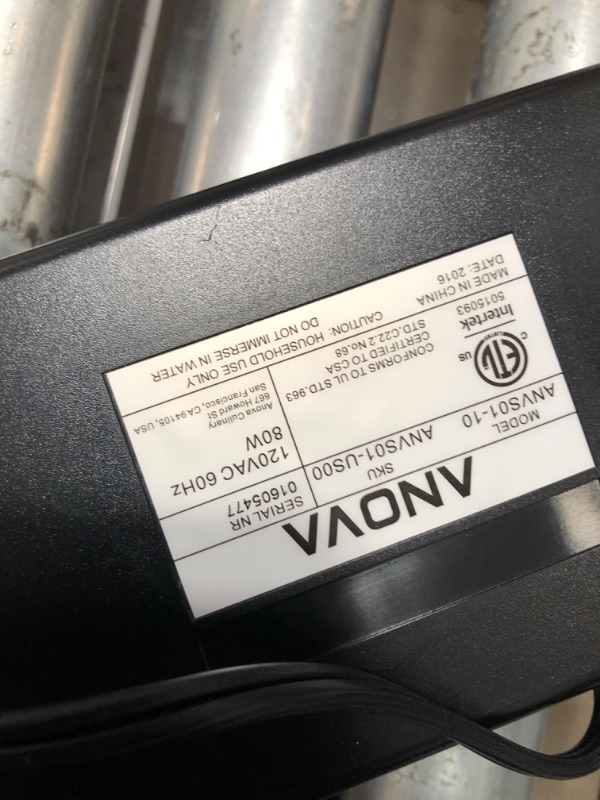 ANOVA
MODEL
ANVS01-10
SKU
ANVS01-US00
SERIAL NR
01605477
C ETL US
Intertek
5015093
CONFORMS TO UL STD.963
CERTIFIED TO CSA
STD.C22.2 No.68
120VAC 60Hz
80W
Anova Culinary
667 Howard St
San Francisco, CA 94105, USA
MADE IN CHINA
DATE: 2016
CAUTION: HOUSEHOLD USE ONLY
DO NOT IMMERSE IN WATER